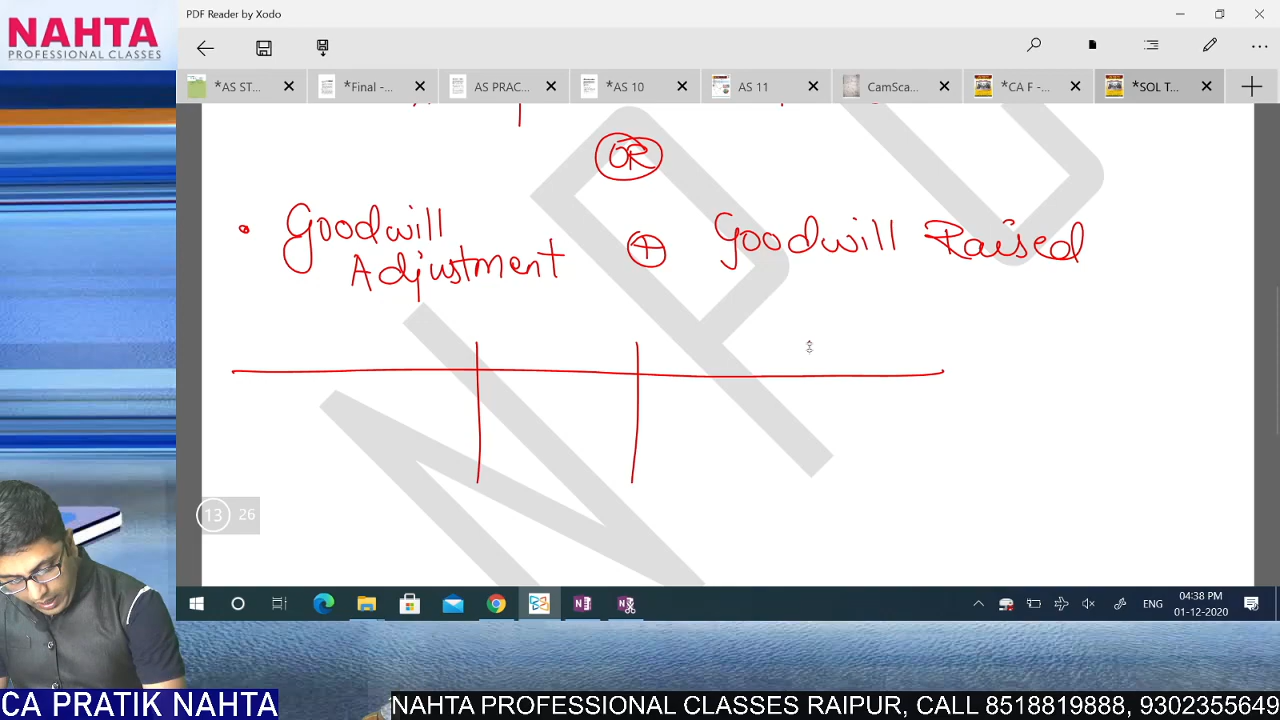 NAHTA
PROFESSIONAL CLASSES
PDF Reader by Xodo
*AS ST...
*Final -...
AS PRAC...
*AS 10
AS 11
CamSca...
*CA F -...
*SOL T...
OR
• Goodwill Adjustment + Goodwill Raised
13 26
ENG
04:38 PM
01-12-2020
CA PRATIK NAHTA
NAHTA PROFESSIONAL CLASSES RAIPUR, CALL 8518819888, 9302355649